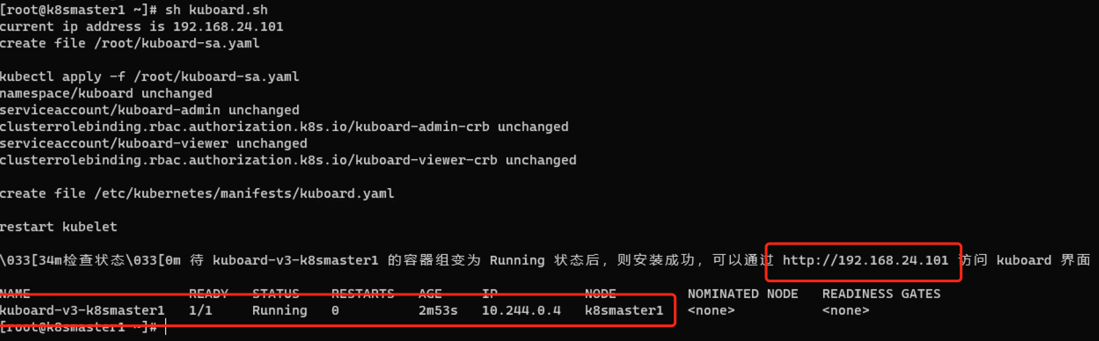 [root@k8smaster1 ~]# sh kuboard.sh
current ip address is 192.168.24.101
create file /root/kuboard-sa.yaml
kubectl apply -f /root/kuboard-sa.yaml
namespace/kuboard unchanged
serviceaccount/kuboard-admin unchanged
clusterrolebinding.rbac.authorization.k8s.io/kuboard-admin-crb unchanged
serviceaccount/kuboard-viewer unchanged
clusterrolebinding.rbac.authorization.k8s.io/kuboard-viewer-crb unchanged
create file /etc/kubernetes/manifests/kuboard.yaml
restart kubelet
\033[34m检查状态\033[0m 待 kuboard-v3-k8smaster1 的容器组变为 Running 状态后，则安装成功，可以通过 http://192.168.24.101 访问 kuboard 界面
NAME READY STATUS RESTARTS AGE IP NODE NOMINATED NODE READINESS GATES
kuboard-v3-k8smaster1 1/1 Running 0 2m53s 10.244.0.4 k8smaster1 <none> <none>
[root@k8smaster1 ~]#